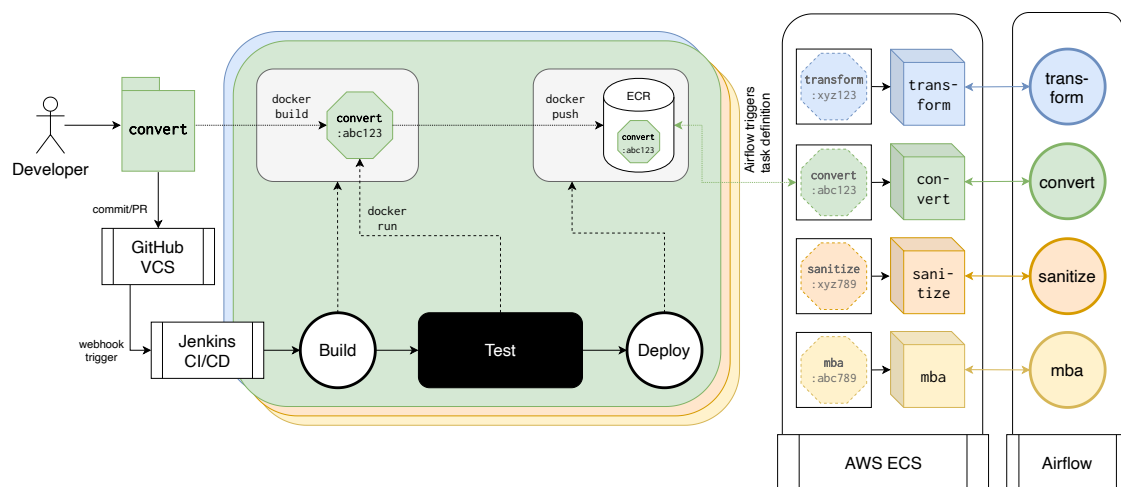 Developer
convert
commit/PR
GitHub
VCS
webhook
trigger
Jenkins
CI/CD
docker
build
convert
:abc123
docker
run
docker
push
ECR
convert
:abc123
Build
Test
Deploy
Airflow triggers
task definition
transform
:xyz123
trans-
form
trans-
form
convert
:abc123
con-
vert
convert
sanitize
:xyz789
sani-
tize
sanitize
mba
:abc789
mba
mba
AWS ECS
Airflow